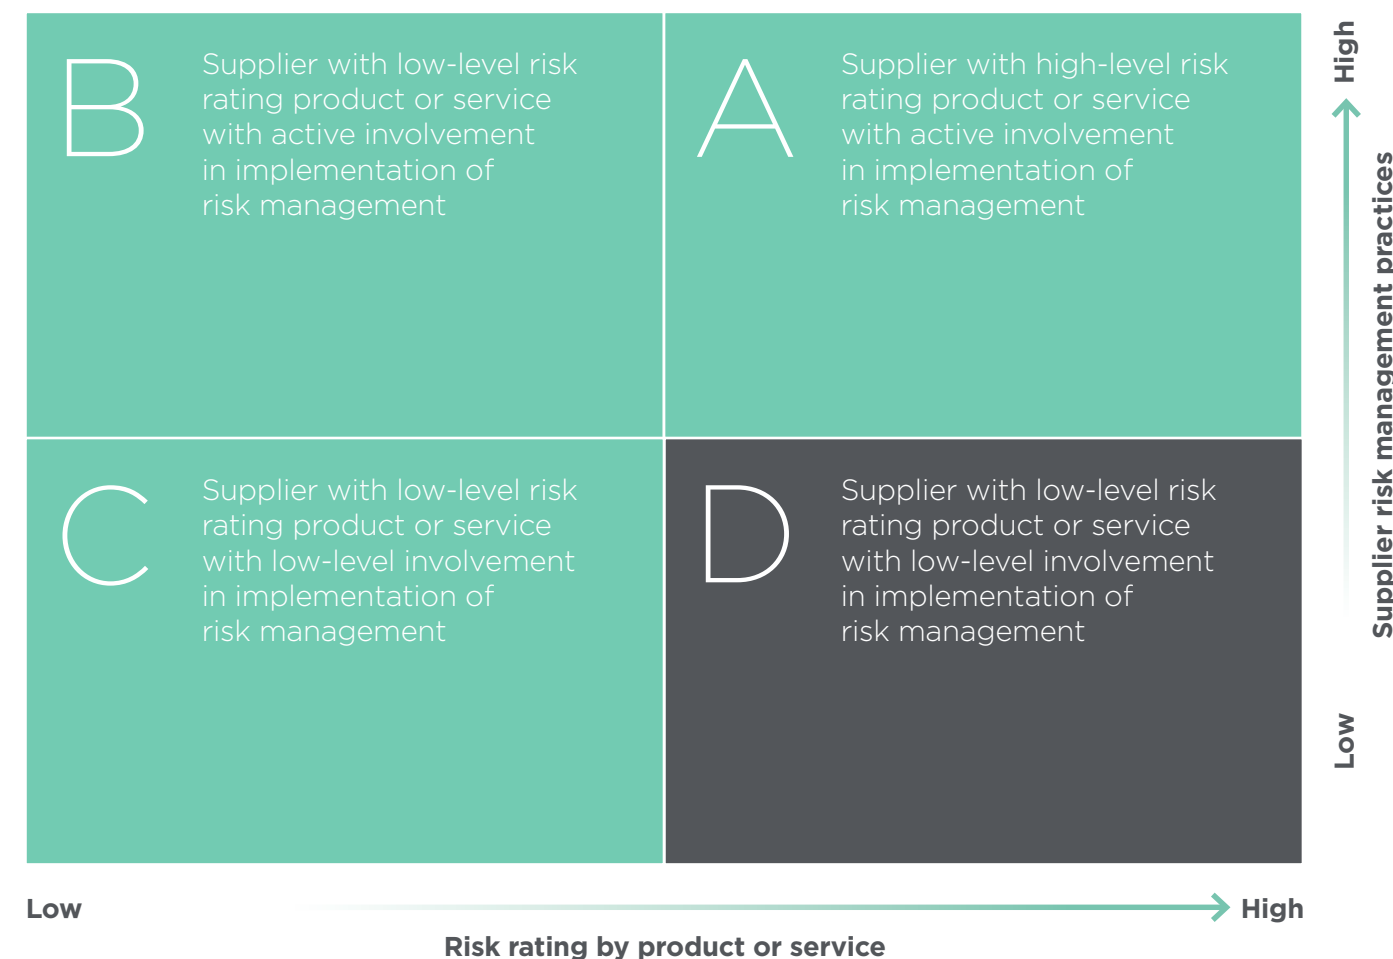 B
Supplier with low-level risk
rating product or service
with active involvement
in implementation of
risk management
A
Supplier with high-level risk
rating product or service
with active involvement
in implementation of
risk management
C
Supplier with low-level risk
rating product or service
with low-level involvement
in implementation of
risk management
D
Supplier with low-level risk
rating product or service
with low-level involvement
in implementation of
risk management
High
Supplier risk management practices
Low
Low
High
Risk rating by product or service